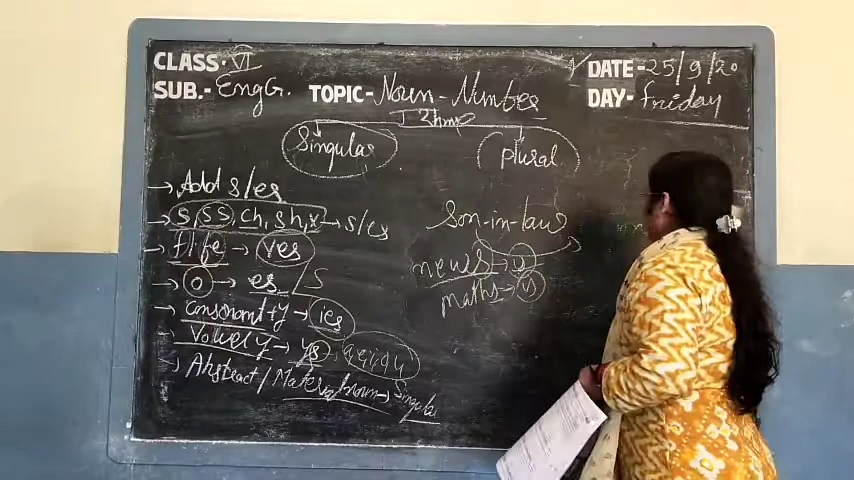 CLASS- VI
SUB.- EngG.
TOPIC- Noun-Number
DATE- 25/9/20
DAY- friday
Singular
plural
→ Add s/es
→ s, ss, ch, sh, x → s/es
→ f/fe → ves
→ o → es/s
→ consonant+y → ies
→ Vowel y → ys
→ Abstract/Material Noun → Singular
son-in-law
news →
maths →